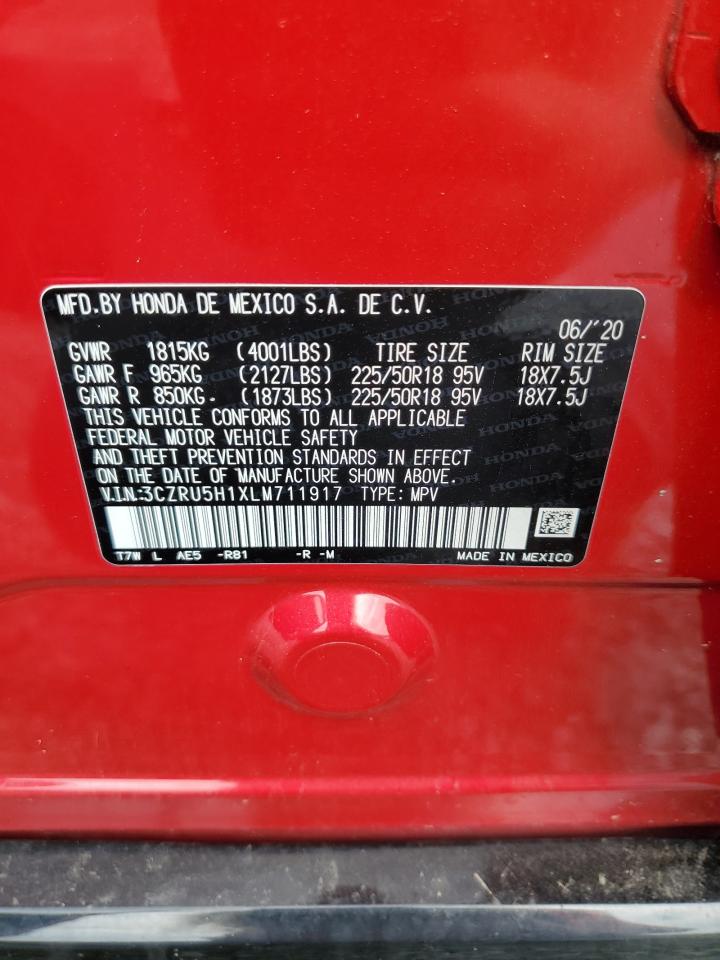 MFD.BY HONDA DE MEXICO S.A. DE C.V.
06/'20
GVWR 1815KG (4001LBS) TIRE SIZE RIM SIZE
GAWR F 965KG (2127LBS) 225/50R18 95V 18X7.5J
GAWR R 850KG (1873LBS) 225/50R18 95V 18X7.5J
THIS VEHICLE CONFORMS TO ALL APPLICABLE
FEDERAL MOTOR VEHICLE SAFETY
AND THEFT PREVENTION STANDARDS IN EFFECT
ON THE DATE OF MANUFACTURE SHOWN ABOVE.
V.I.N.:3CZRU5H1XLM711917 TYPE: MPV
T7W L AE5 -R81 -R -M MADE IN MEXICO